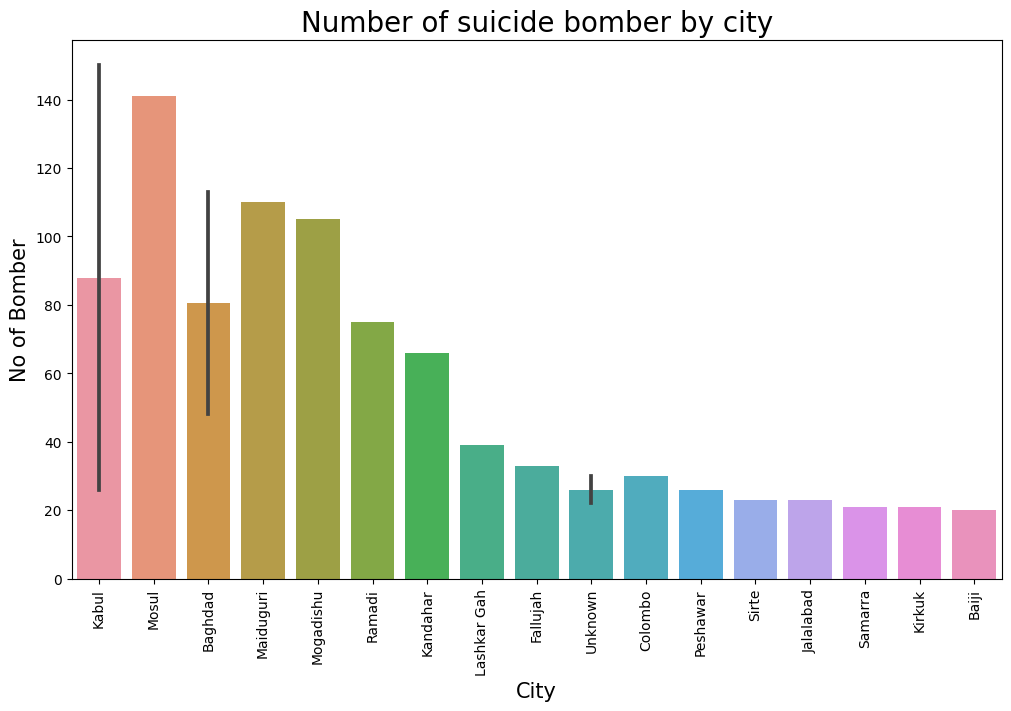 Number of suicide bomber by city
No of Bomber
140
120
100
80
60
40
20
0
Kabul
Mosul
Baghdad
Maiduguri
Mogadishu
Ramadi
Kandahar
Lashkar Gah
Fallujah
Unknown
Colombo
Peshawar
Sirte
Jalalabad
Samarra
Kirkuk
Baiji
City